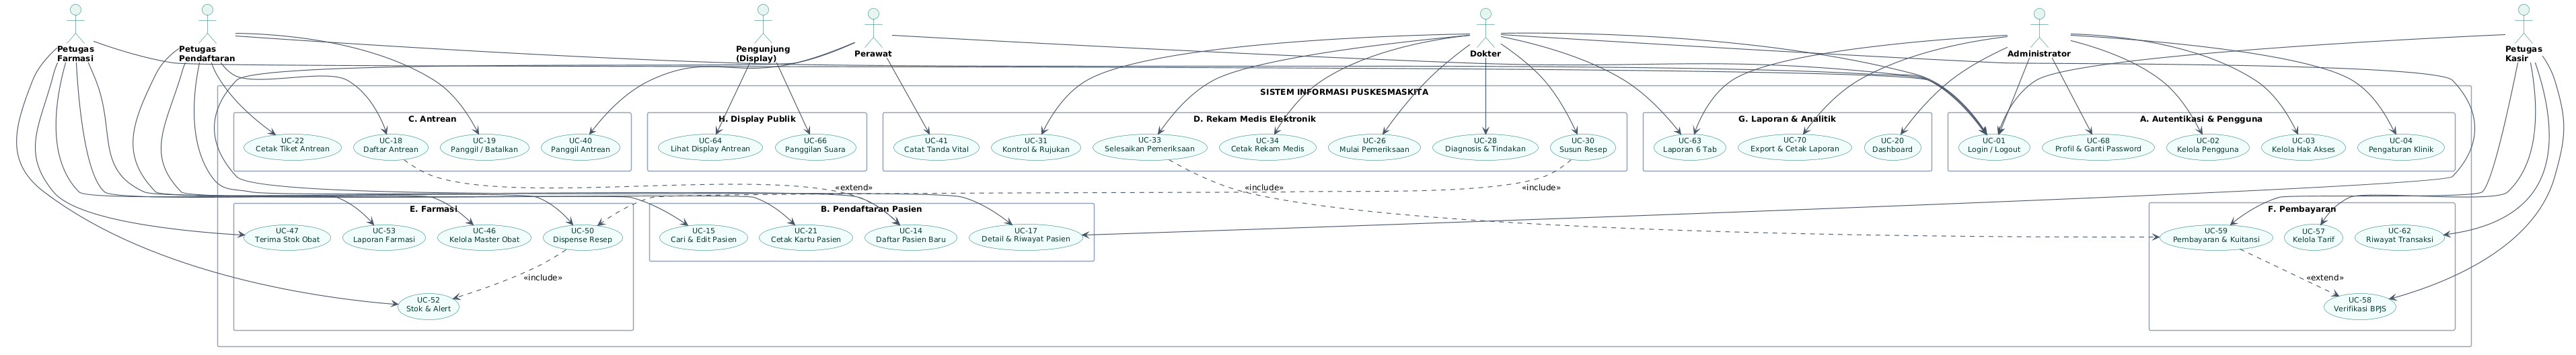 Petugas
Farmasi
Petugas
Pendaftaran
Pengunjung
(Display)
Perawat
Dokter
Administrator
Petugas
Kasir
SISTEM INFORMASI PUSKESMASKITA
C. Antrean
UC-22
Cetak Tiket Antrean
UC-18
Daftar Antrean
UC-19
Panggil / Batalkan
UC-40
Panggil Antrean
H. Display Publik
UC-64
Lihat Display Antrean
UC-66
Panggilan Suara
D. Rekam Medis Elektronik
UC-41
Catat Tanda Vital
UC-31
Kontrol & Rujukan
UC-33
Selesaikan Pemeriksaan
UC-34
Cetak Rekam Medis
UC-26
Mulai Pemeriksaan
UC-28
Diagnosis & Tindakan
UC-30
Susun Resep
G. Laporan & Analitik
UC-63
Laporan 6 Tab
UC-70
Export & Cetak Laporan
UC-20
Dashboard
A. Autentikasi & Pengguna
UC-01
Login / Logout
UC-68
Profil & Ganti Password
UC-02
Kelola Pengguna
UC-03
Kelola Hak Akses
UC-04
Pengaturan Klinik
«extend»
«include»
«include»
E. Farmasi
UC-47
Terima Stok Obat
UC-53
Laporan Farmasi
UC-46
Kelola Master Obat
UC-50
Dispense Resep
«include»
UC-52
Stok & Alert
B. Pendaftaran Pasien
UC-15
Cari & Edit Pasien
UC-21
Cetak Kartu Pasien
UC-14
Daftar Pasien Baru
UC-17
Detail & Riwayat Pasien
F. Pembayaran
UC-59
Pembayaran & Kuitansi
UC-57
Kelola Tarif
UC-62
Riwayat Transaksi
«extend»
UC-58
Verifikasi BPJS